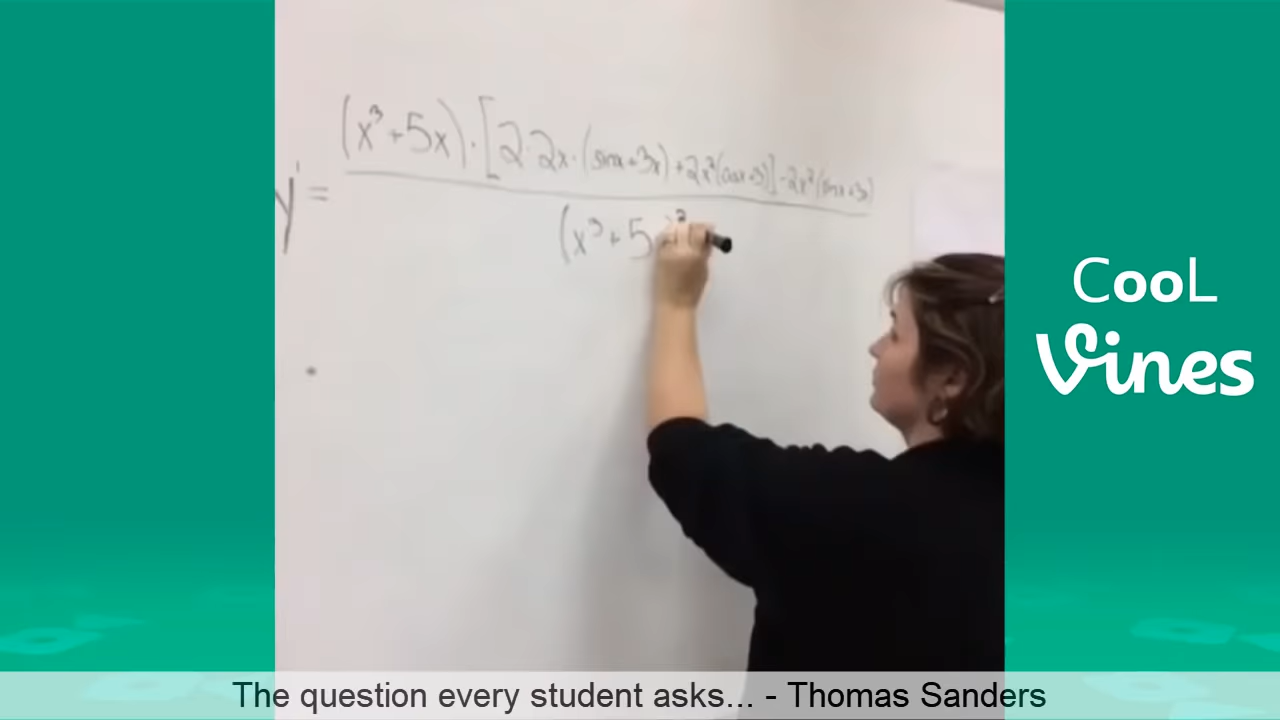 (x³+5x)·[2·2x·(sinx+3x)+2x²(cosx+3)]-2x²(sinx+3x)
y' =
(x³+5
CooL
Vines
The question every student asks... - Thomas Sanders